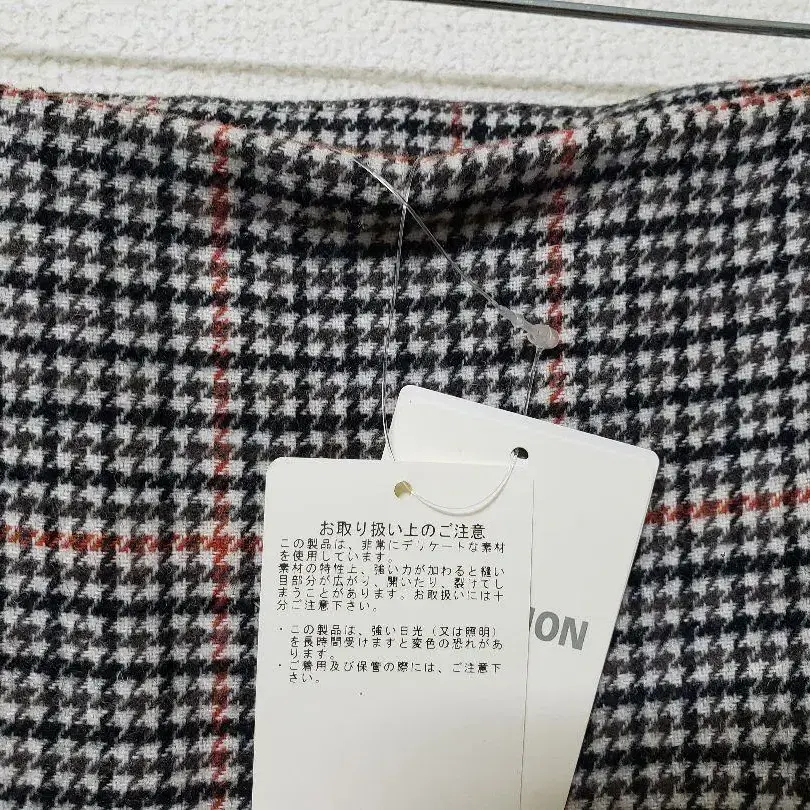 お取り扱い上のご注意
この製品は、非常にデリケートな素材
を使用しています。
素材の特性上、強い力が加わると縫い
目部分が広がり、開いたり、裂けてし
まうことがあります。お取扱いには十
分ご注意下さい。
・この製品は、強い日光（又は照明）
を長時間受けますと変色の恐れがあ
ります。
・ご着用及び保管の際には、ご注意下
さい。
ION